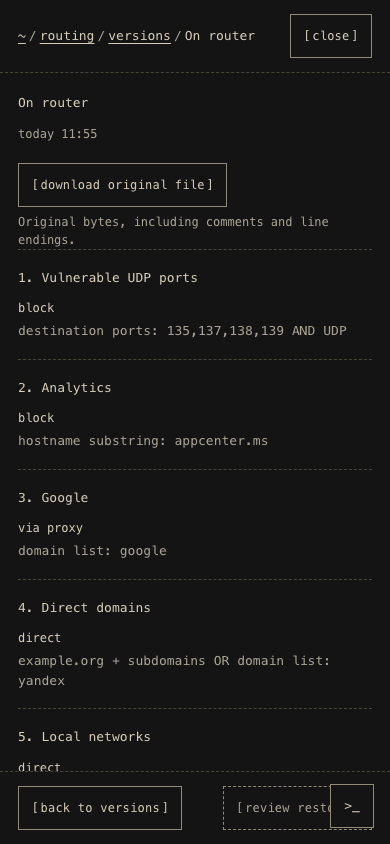 ~ / routing / versions / On router
[close]
On router
today 11:55
[download original file]
Original bytes, including comments and line
endings.
1. Vulnerable UDP ports
block
destination ports: 135,137,138,139 AND UDP
2. Analytics
block
hostname substring: appcenter.ms
3. Google
via proxy
domain list: google
4. Direct domains
direct
example.org + subdomains OR domain list:
yandex
5. Local networks
direct
[back to versions]
[review
>_